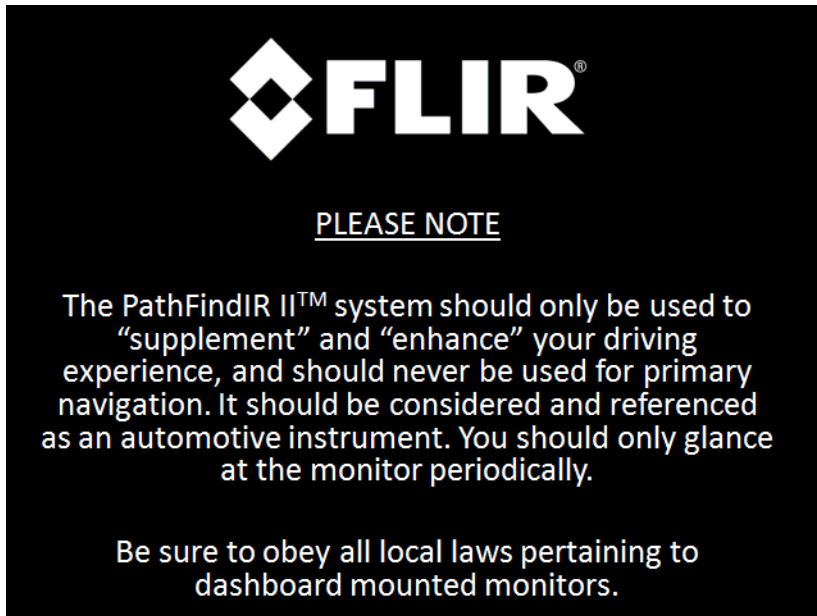 FLIR®
PLEASE NOTE
The PathFindIR II™ system should only be used to
“supplement” and “enhance” your driving
experience, and should never be used for primary
navigation. It should be considered and referenced
as an automotive instrument. You should only glance
at the monitor periodically.
Be sure to obey all local laws pertaining to
dashboard mounted monitors.